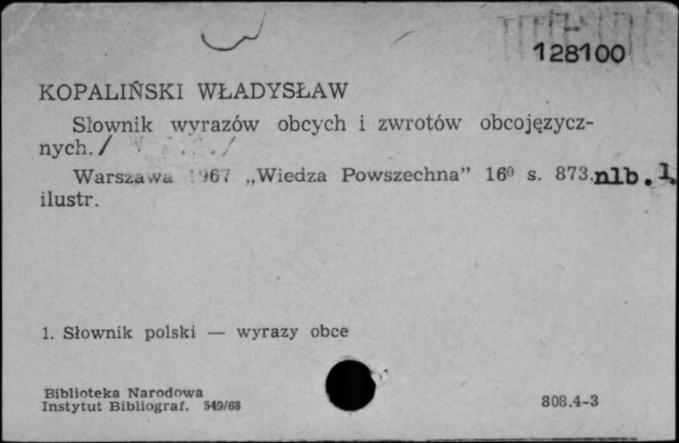 128100
KOPALIŃSKI WŁADYSŁAW
Słownik wyrazów obcych i zwrotów obcojęzycz-
nych. /
Warszawa 1967 „Wiedza Powszechna” 16⁰ s. 873, nlb. 1.
ilustr.
1. Słownik polski — wyrazy obce
Biblioteka Narodowa
Instytut Bibliograf. 549/68
808.4-3